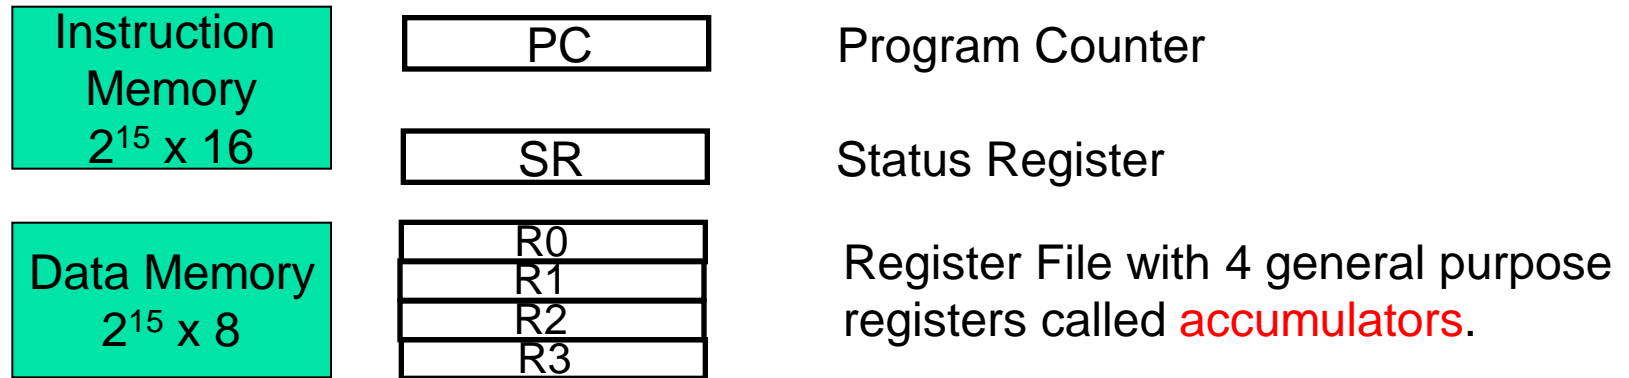 Instruction
Memory
2¹⁵ x 16
PC
Program Counter
SR
Status Register
Data Memory
2¹⁵ x 8
R0
R1
R2
R3
Register File with 4 general purpose
registers called accumulators.